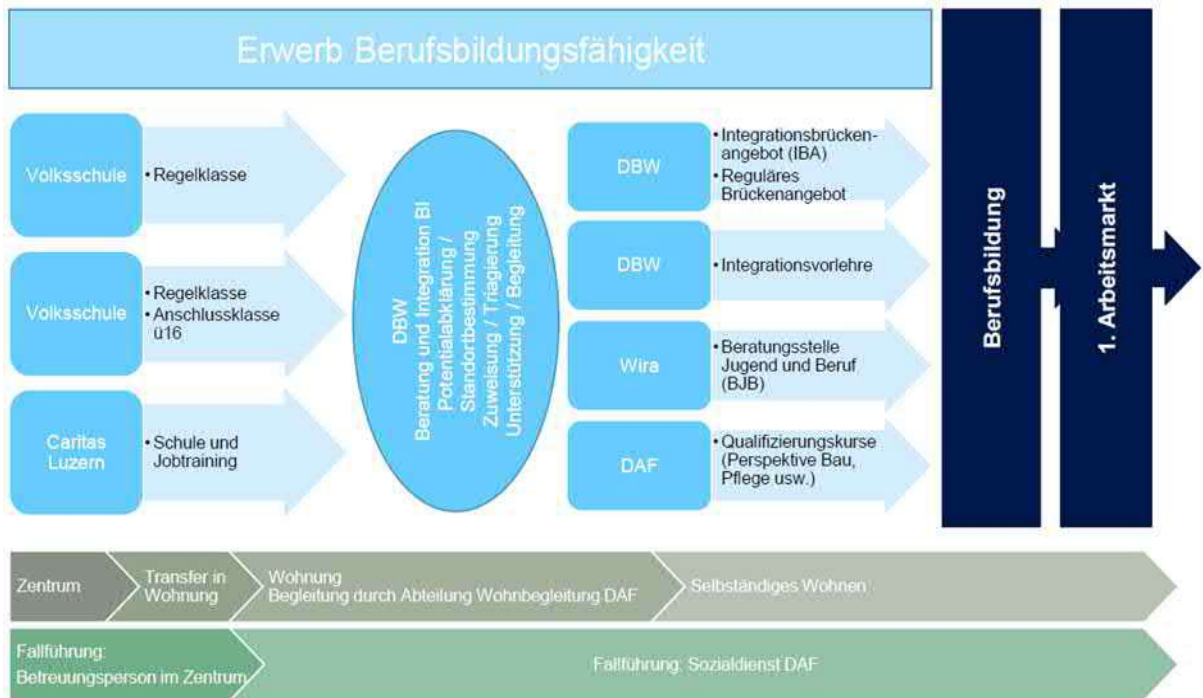 Erwerb Berufsbildungsfähigkeit
Volksschule
• Regelklasse
Volksschule
• Regelklasse
• Anschlussklasse
ü16
Caritas
Luzern
• Schule und
Jobtraining
DBW
Beratung und Integration BI
Potentialabklärung /
Standortbestimmung
Zuweisung / Triagierung
Unterstützung / Begleitung
DBW
• Integrationsbrücken-
angebot (IBA)
• Reguläres
Brückenangebot
DBW
• Integrationsvorlehre
Wira
• Beratungsstelle
Jugend und Beruf
(BJB)
DAF
• Qualifizierungskurse
(Perspektive Bau,
Pflege usw.)
Berufsbildung
1. Arbeitsmarkt
Zentrum
Transfer in
Wohnung
Wohnung
Begleitung durch Abteilung Wohnbegleitung DAF
Selbständiges Wohnen
Fallführung:
Betreuungsperson im Zentrum
Fallführung: Sozialdienst DAF